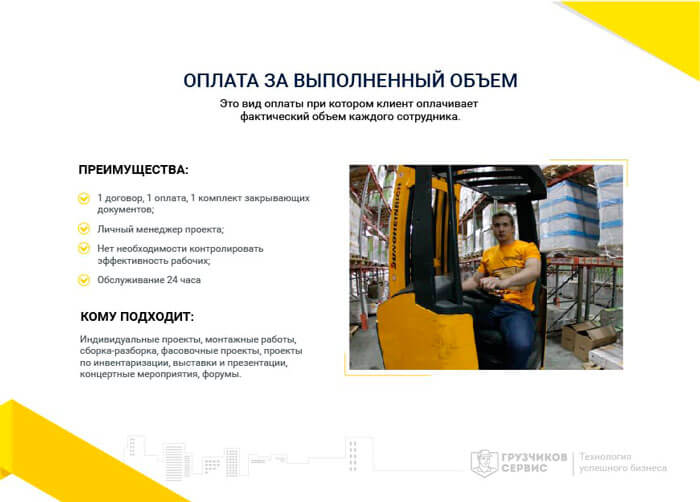 ОПЛАТА ЗА ВЫПОЛНЕННЫЙ ОБЪЕМ
Это вид оплаты при котором клиент оплачивает
фактический объем каждого сотрудника.
ПРЕИМУЩЕСТВА:
1 договор, 1 оплата, 1 комплект закрывающих
документов;
Личный менеджер проекта;
Нет необходимости контролировать
эффективность рабочих;
Обслуживание 24 часа
КОМУ ПОДХОДИТ:
Индивидуальные проекты, монтажные работы,
сборка-разборка, фасовочные проекты, проекты
по инвентаризации, выставки и презентации,
концертные мероприятия, форумы.
JUNGHEINRICH
ГРУЗЧИКОВ
СЕРВИС
Технология
успешного бизнеса